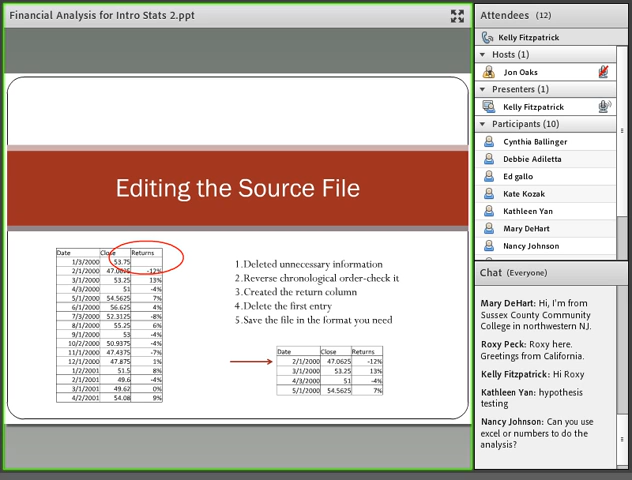 Financial Analysis for Intro Stats 2.ppt
Editing the Source File
Date Close Returns
1/3/2000 53.75
2/1/2000 47.0625 -12%
3/1/2000 53.25 13%
4/3/2000 51 -4%
5/1/2000 54.5625 7%
6/1/2000 56.625 4%
7/3/2000 52.3125 -8%
8/1/2000 55.25 6%
9/1/2000 53 -4%
10/2/2000 50.9375 -4%
11/1/2000 47.4375 -7%
12/1/2000 47.875 1%
1/2/2001 51.5 8%
2/1/2001 49.6 -4%
3/1/2001 49.62 0%
4/2/2001 54.08 9%
1.Deleted unnecessary information
2.Reverse chronological order-check it
3.Created the return column
4.Delete the first entry
5.Save the file in the format you need
Date Close Returns
2/1/2000 47.0625 -12%
3/1/2000 53.25 13%
4/3/2000 51 -4%
5/1/2000 54.5625 7%
Attendees (12)
Kelly Fitzpatrick
Hosts (1)
Jon Oaks
Presenters (1)
Kelly Fitzpatrick
Participants (10)
Cynthia Ballinger
Debbie Adiletta
Ed gallo
Kate Kozak
Kathleen Yan
Mary DeHart
Nancy Johnson
Chat (Everyone)
Mary DeHart: Hi, I'm from
Sussex County Community
College in northwestern NJ.
Roxy Peck: Roxy here.
Greetings from California.
Kelly Fitzpatrick: Hi Roxy
Kathleen Yan: hypothesis
testing
Nancy Johnson: Can you use
excel or numbers to do the
analysis?